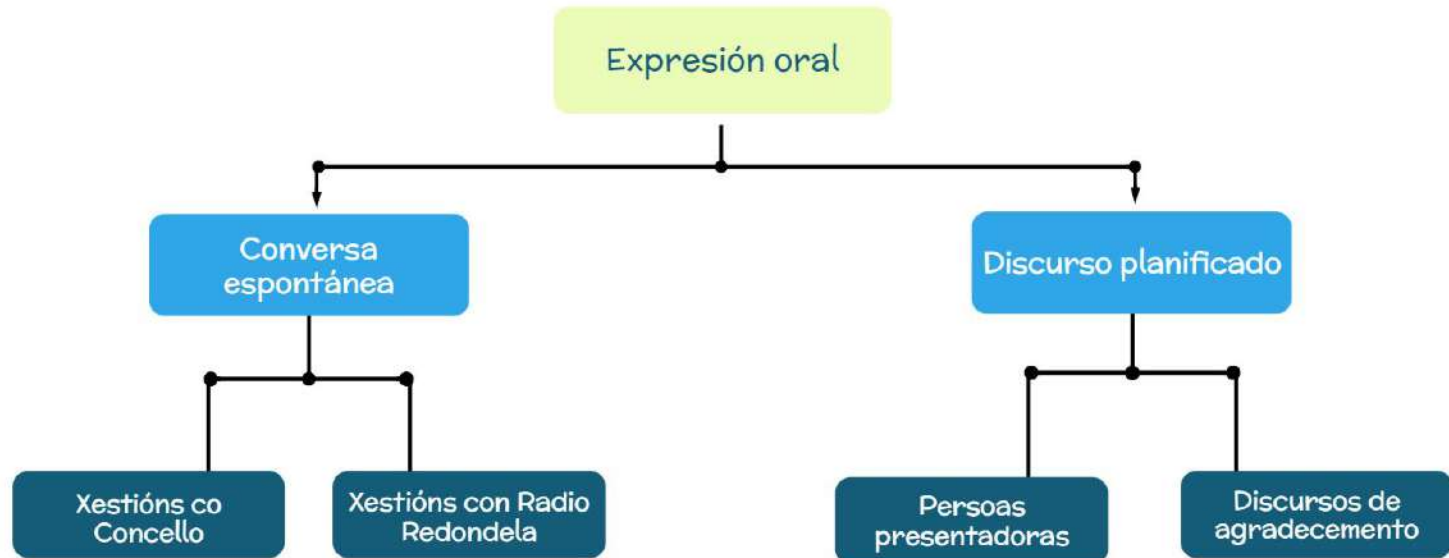 Expresión oral
Conversa
espontánea
Discurso planificado
Xestións co
Concello
Xestións con Radio
Redondela
Persoas
presentadoras
Discursos de
agradecemento